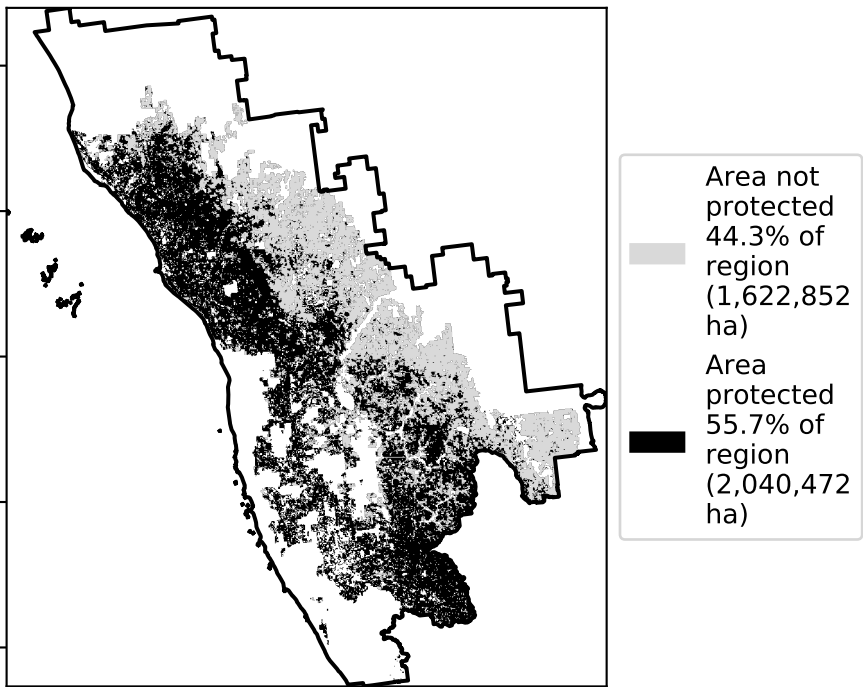 Area not
protected
44.3% of
region
(1,622,852
ha)
Area
protected
55.7% of
region
(2,040,472
ha)